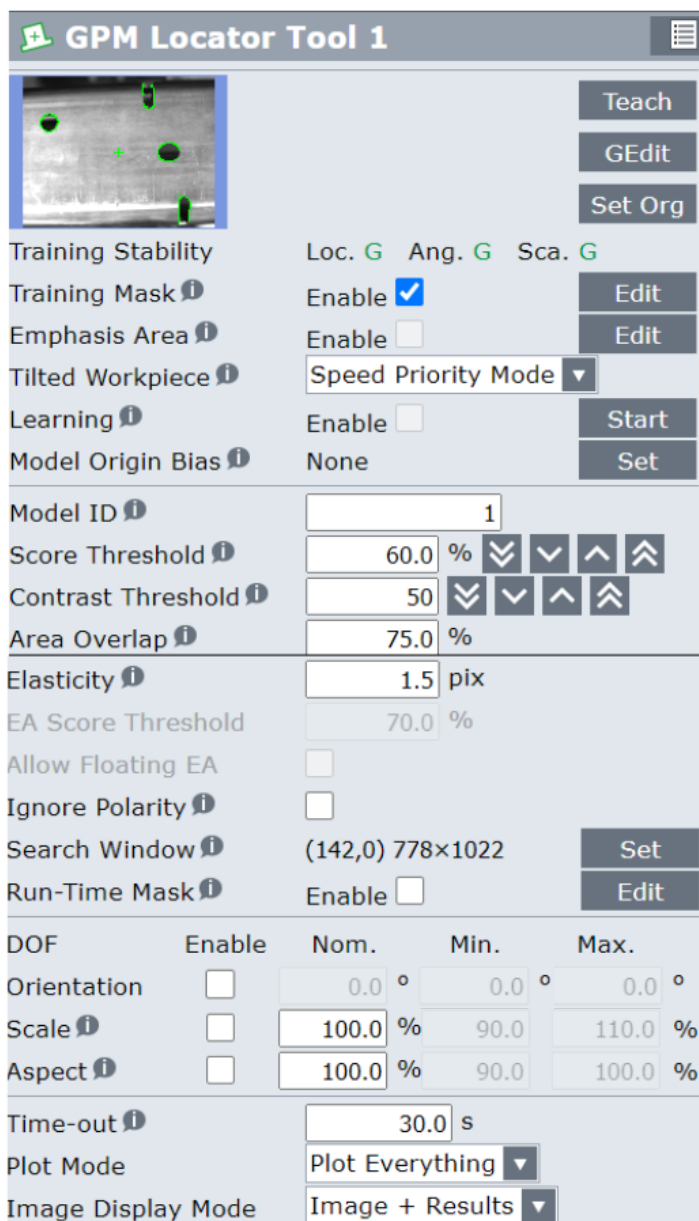 GPM Locator Tool 1
Teach
GEdit
Set Org
Training Stability Loc. G Ang. G Sca. G
Training Mask Enable Edit
Emphasis Area Enable Edit
Tilted Workpiece Speed Priority Mode
Learning Enable Start
Model Origin Bias None Set
Model ID 1
Score Threshold 60.0 %
Contrast Threshold 50
Area Overlap 75.0 %
Elasticity 1.5 pix
EA Score Threshold 70.0 %
Allow Floating EA
Ignore Polarity
Search Window (142,0) 778×1022 Set
Run-Time Mask Enable Edit
DOF Enable Nom. Min. Max.
Orientation 0.0 ° 0.0 ° 0.0 °
Scale 100.0 % 90.0 110.0 %
Aspect 100.0 % 90.0 100.0 %
Time-out 30.0 s
Plot Mode Plot Everything
Image Display Mode Image + Results